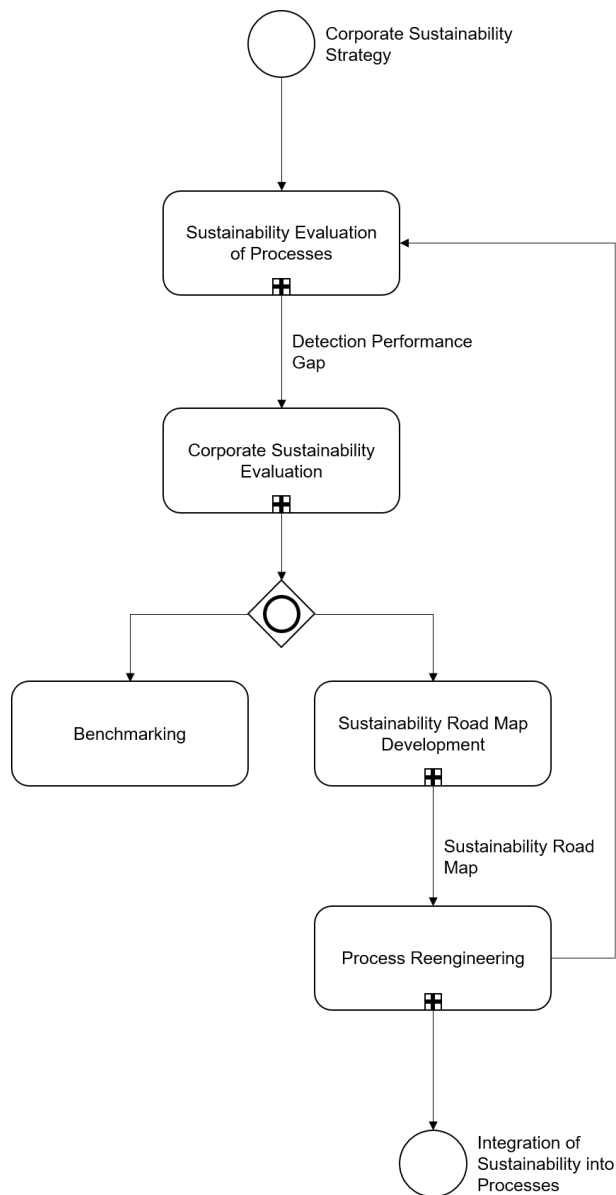 Corporate Sustainability
Strategy
Sustainability Evaluation
of Processes
Detection Performance
Gap
Corporate Sustainability
Evaluation
Benchmarking
Sustainability Road Map
Development
Sustainability Road
Map
Process Reengineering
Integration of
Sustainability into
Processes